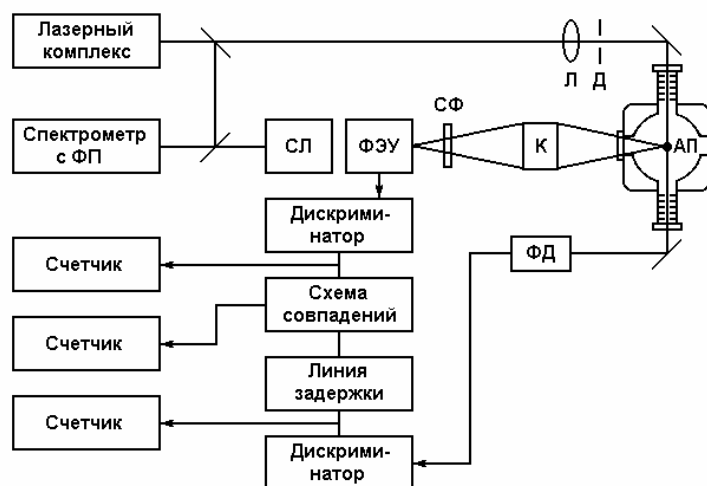 Лазерный
комплекс
Л
Д
СФ
Спектрометр
с ФП
СЛ
ФЭУ
К
АП
Дискрими-
натор
ФД
Счетчик
Схема
совпадений
Счетчик
Линия
задержки
Счетчик
Дискрими-
натор